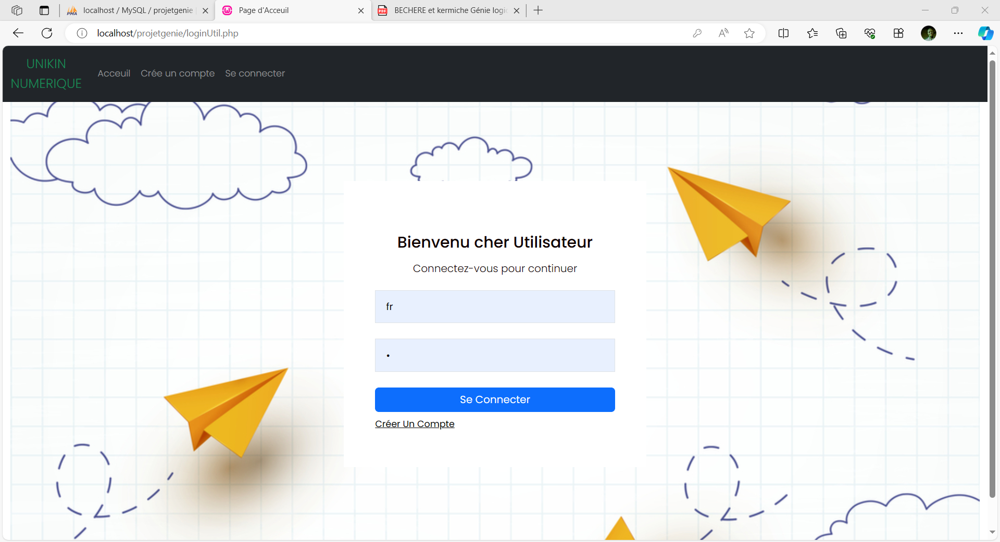 localhost / MySQL / projetgenie
Page d'Acceuil
BECHERE et kermiche Génie logi
localhost/projetgenie/loginUtil.php
UNIKIN
NUMERIQUE
Acceuil
Crée un compte
Se connecter
Bienvenu cher Utilisateur
Connectez-vous pour continuer
fr
Se Connecter
Créer Un Compte